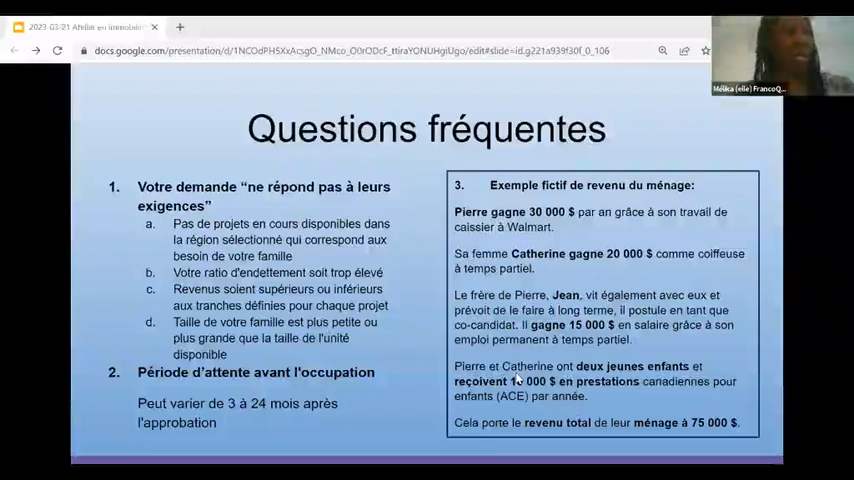 2023-03-21 Atelier en immobili
docs.google.com/presentation/d/1NCOdPH5XxAcsgO_NMco_O0rODcF_ttiraYONUHgiUgo/edit#slide=id.g221a939f30f_0_106
Mélika (elle) FrancoQ...
Questions fréquentes
1. Votre demande “ne répond pas à leurs
exigences”
a. Pas de projets en cours disponibles dans
la région sélectionné qui correspond aux
besoin de votre famille
b. Votre ratio d'endettement soit trop élevé
c. Revenus soient supérieurs ou inférieurs
aux tranches définies pour chaque projet
d. Taille de votre famille est plus petite ou
plus grande que la taille de l'unité
disponible
2. Période d'attente avant l'occupation
Peut varier de 3 à 24 mois après
l'approbation
3. Exemple fictif de revenu du ménage:
Pierre gagne 30 000 $ par an grâce à son travail de
caissier à Walmart.
Sa femme Catherine gagne 20 000 $ comme coiffeuse
à temps partiel.
Le frère de Pierre, Jean, vit également avec eux et
prévoit de le faire à long terme, il postule en tant que
co-candidat. Il gagne 15 000 $ en salaire grâce à son
emploi permanent à temps partiel.
Pierre et Catherine ont deux jeunes enfants et
reçoivent 10 000 $ en prestations canadiennes pour
enfants (ACE) par année.
Cela porte le revenu total de leur ménage à 75 000 $.